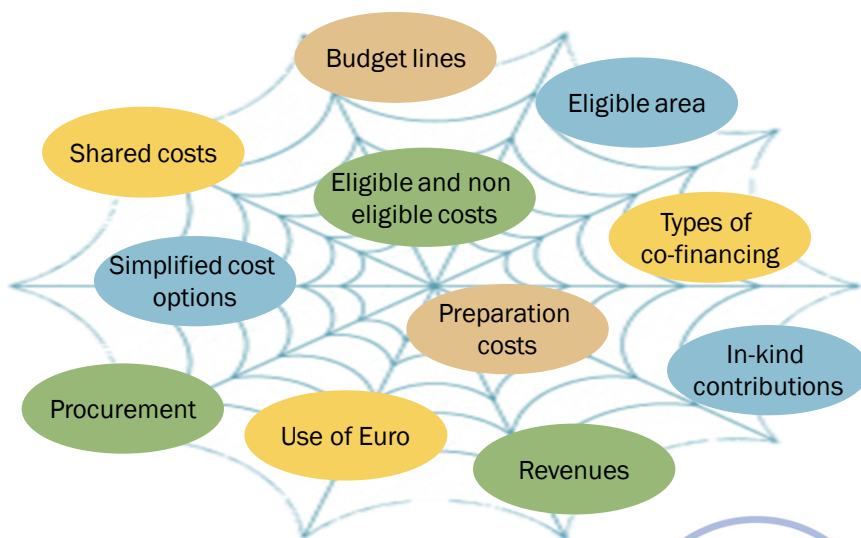 Budget lines
Eligible area
Shared costs
Eligible and non
eligible costs
Types of
co-financing
Simplified cost
options
Preparation
costs
In-kind
contributions
Procurement
Use of Euro
Revenues